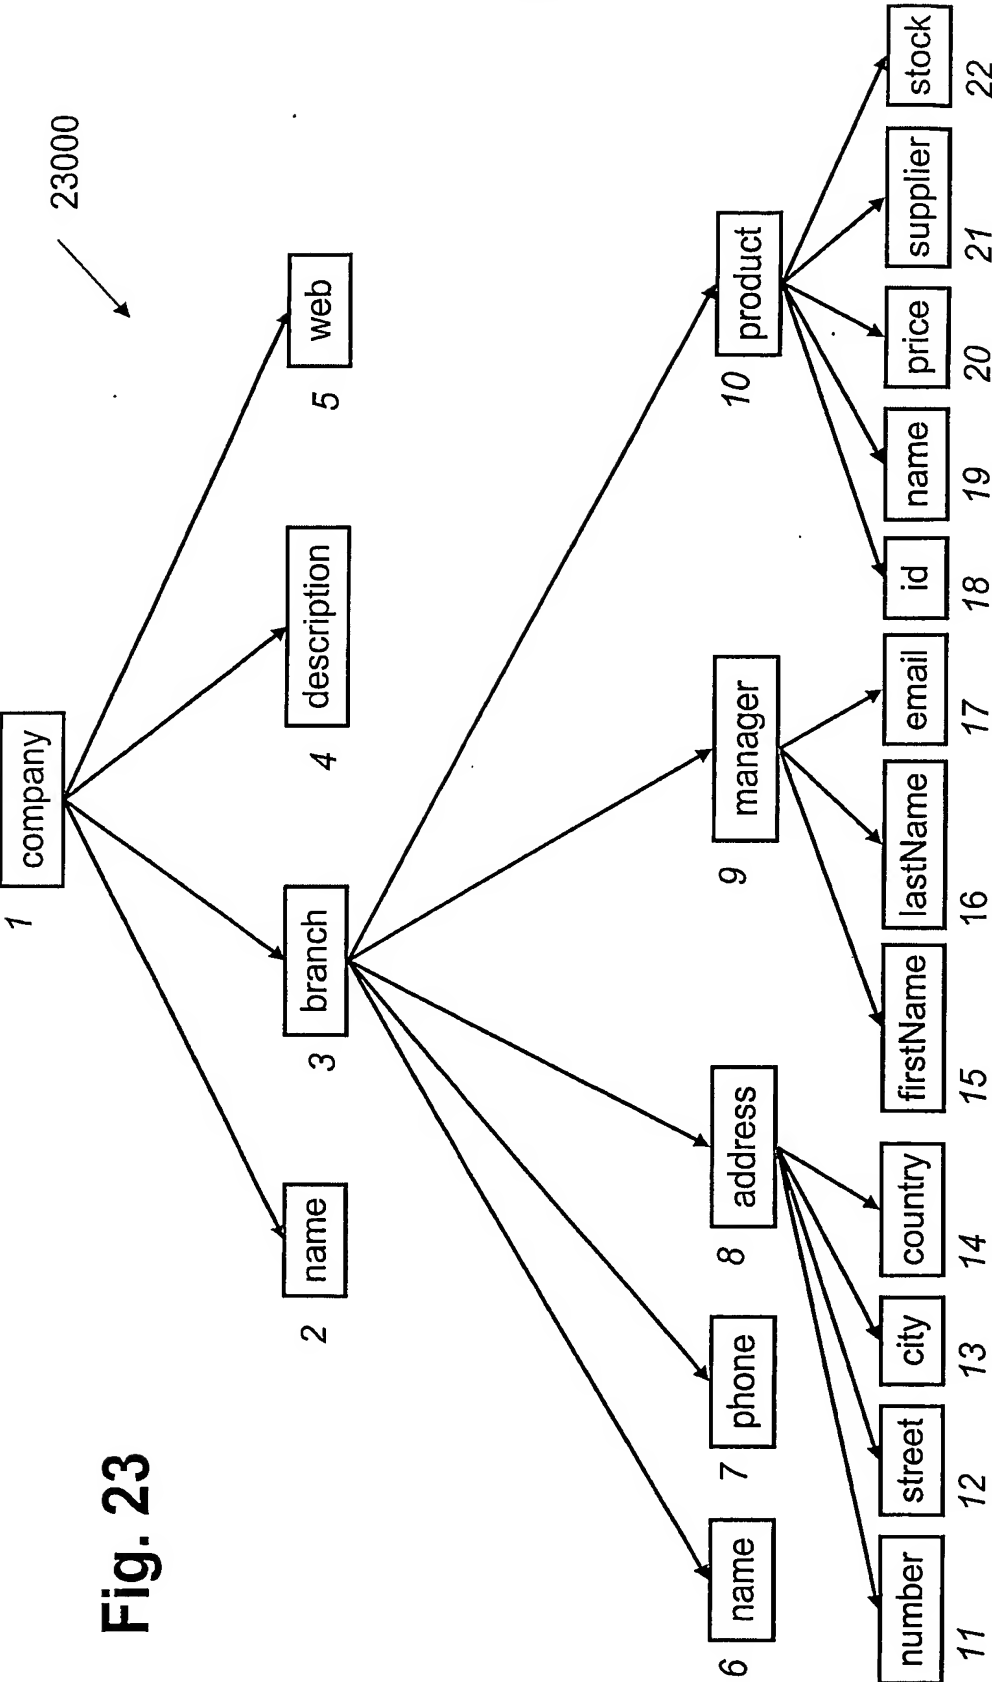 Fig. 23
23000
1 company
2 name
3 branch
4 description
5 web
6 name
7 phone
8 address
9 manager
10 product
number
street
city
country
firstName
lastName
email
id
name
price
supplier
stock
11
12
13
14
15
16
17
18
19
20
21
22